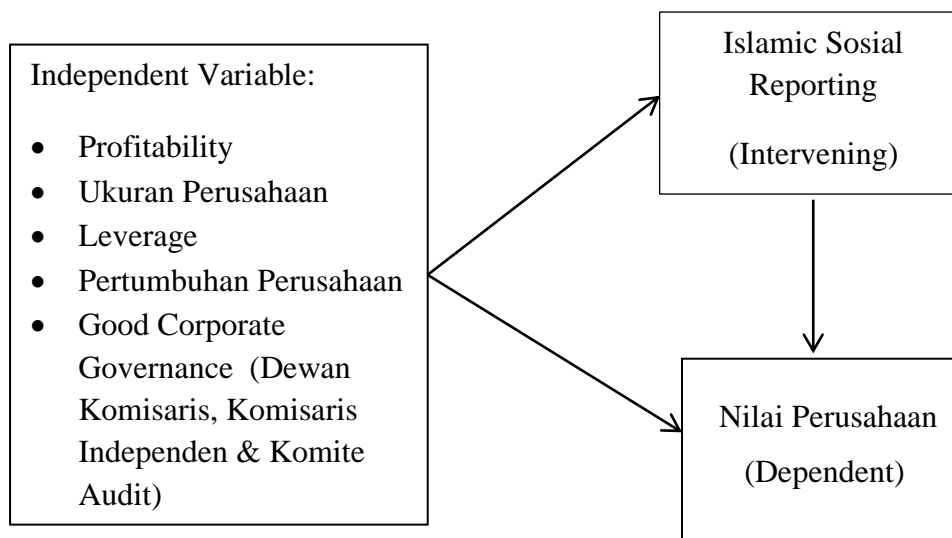 Independent Variable:
• Profitability
• Ukuran Perusahaan
• Leverage
• Pertumbuhan Perusahaan
• Good Corporate
Governance (Dewan
Komisaris, Komisaris
Independen & Komite
Audit)
Islamic Sosial
Reporting
(Intervening)
Nilai Perusahaan
(Dependent)